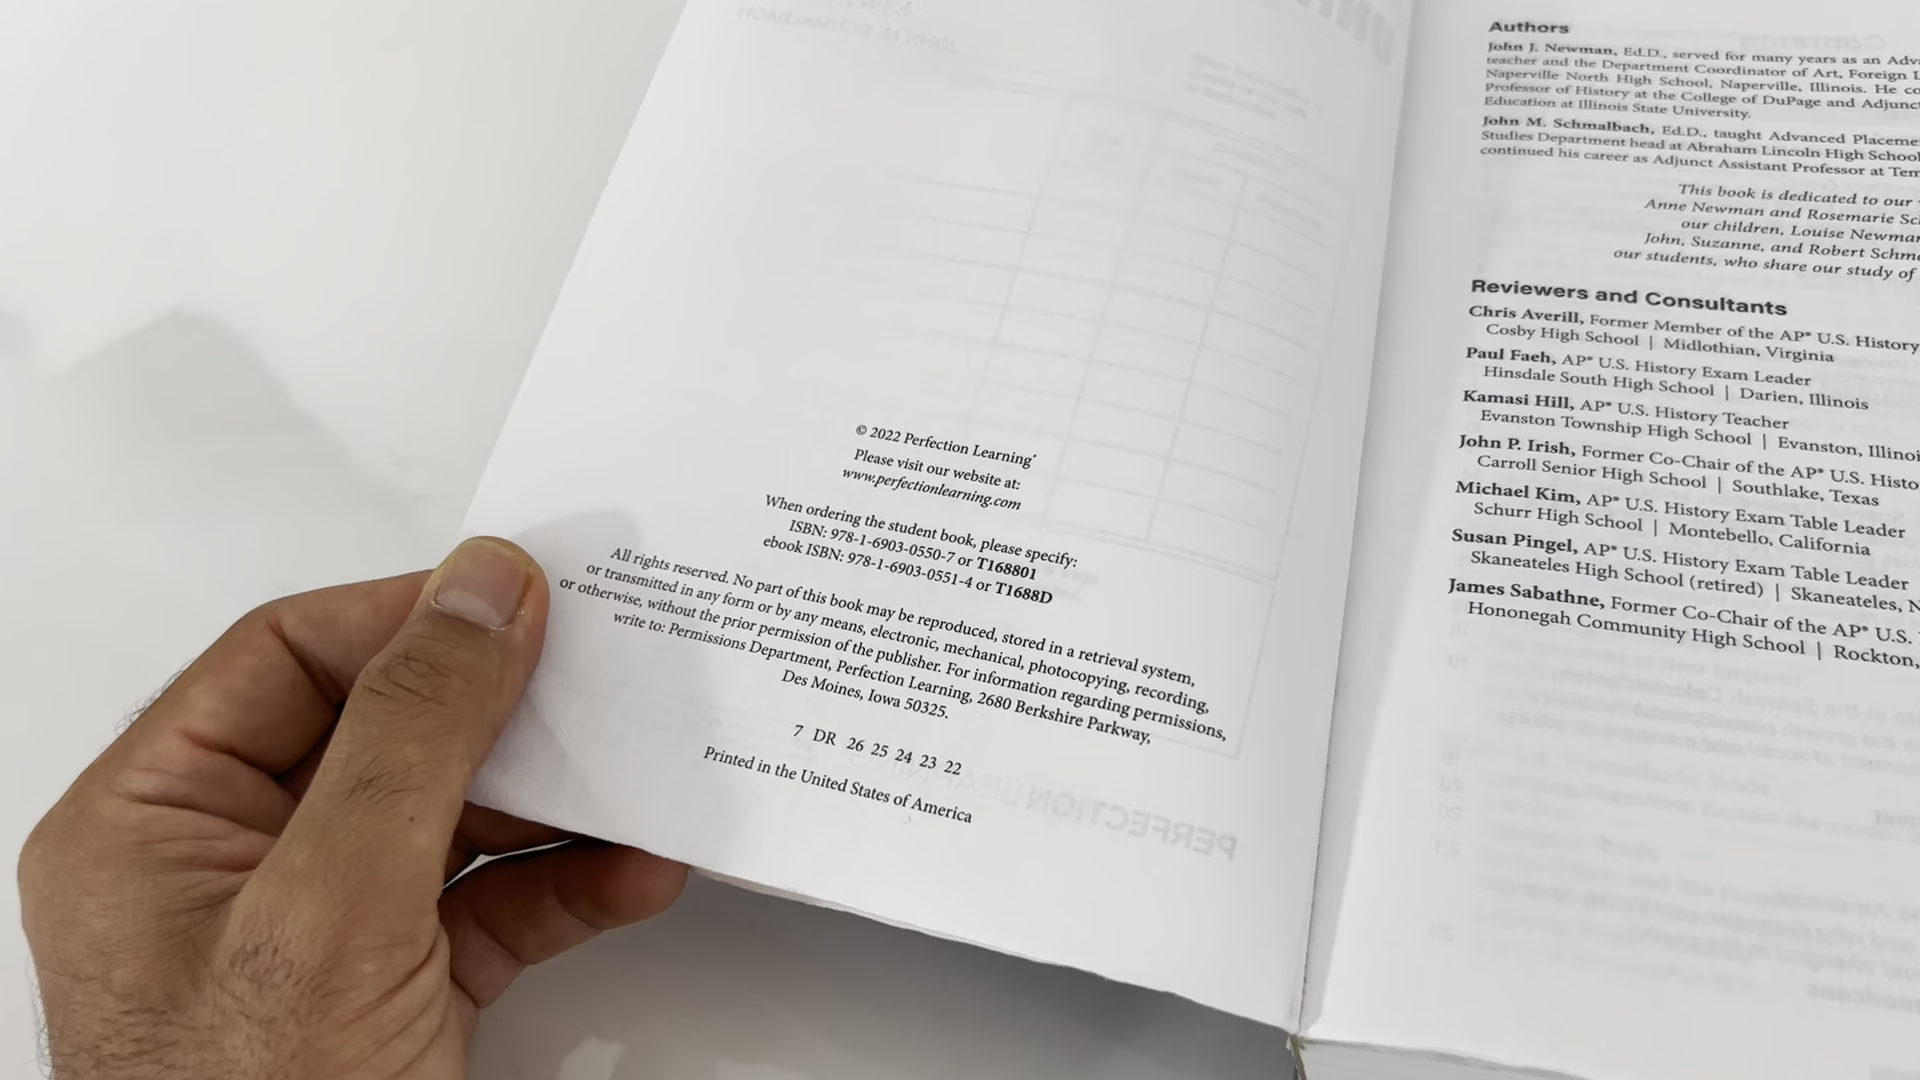 © 2022 Perfection Learning®
Please visit our website at:
www.perfectionlearning.com
When ordering the student book, please specify:
ISBN: 978-1-6903-0550-7 or T168801
ebook ISBN: 978-1-6903-0551-4 or T1688D
All rights reserved. No part of this book may be reproduced, stored in a retrieval system,
or transmitted in any form or by any means, electronic, mechanical, photocopying, recording,
or otherwise, without the prior permission of the publisher. For information regarding permissions,
write to: Permissions Department, Perfection Learning, 2680 Berkshire Parkway,
Des Moines, Iowa 50325.
7 DR 26 25 24 23 22
Printed in the United States of America
Authors
John J. Newman, Ed.D., served for many years as an Adv
teacher and the Department Coordinator of Art, Foreign L
Naperville North High School, Naperville, Illinois. He co
Professor of History at the College of DuPage and Adjunct
Education at Illinois State University.
John M. Schmalbach, Ed.D., taught Advanced Placeme
Studies Department head at Abraham Lincoln High School
continued his career as Adjunct Assistant Professor at Tem
This book is dedicated to our
Anne Newman and Rosemarie Sc
our children, Louise Newman
John, Suzanne, and Robert Schm
our students, who share our study of
Reviewers and Consultants
Chris Averill, Former Member of the AP® U.S. History
Cosby High School | Midlothian, Virginia
Paul Faeh, AP® U.S. History Exam Leader
Hinsdale South High School | Darien, Illinois
Kamasi Hill, AP® U.S. History Teacher
Evanston Township High School | Evanston, Illinoi
John P. Irish, Former Co-Chair of the AP® U.S. Histo
Carroll Senior High School | Southlake, Texas
Michael Kim, AP® U.S. History Exam Table Leader
Schurr High School | Montebello, California
Susan Pingel, AP® U.S. History Exam Table Leader
Skaneateles High School (retired) | Skaneateles, N
James Sabathne, Former Co-Chair of the AP® U.S.
Hononegah Community High School | Rockton,